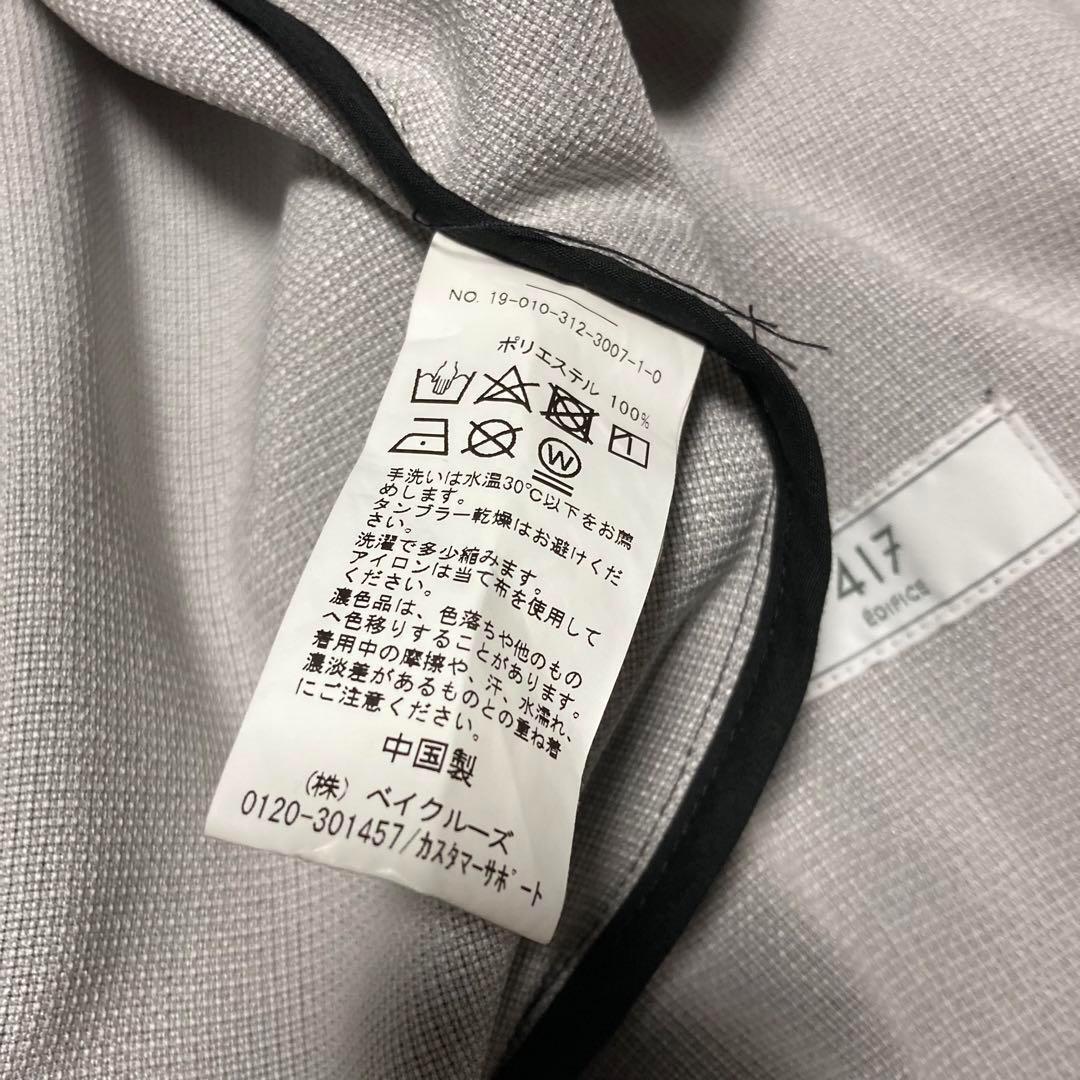 NO. 19-010-312-3007-1-0
ポリエステル 100%
W
手洗いは水温30℃以下をお薦
めします。
タンブラー乾燥はお避けくだ
さい。
洗濯で多少縮みます。
アイロンは当て布を使用して
ください。
濃色品は、色落ちや他のもの
へ色移りすることがあります。
着用中の摩擦や、汗、水濡れ、
濃淡差があるものとの重ね着
にご注意ください。
中国製
(株) ベイクルーズ
0120-301457/カスタマーサポート
417
ÉDIFICE